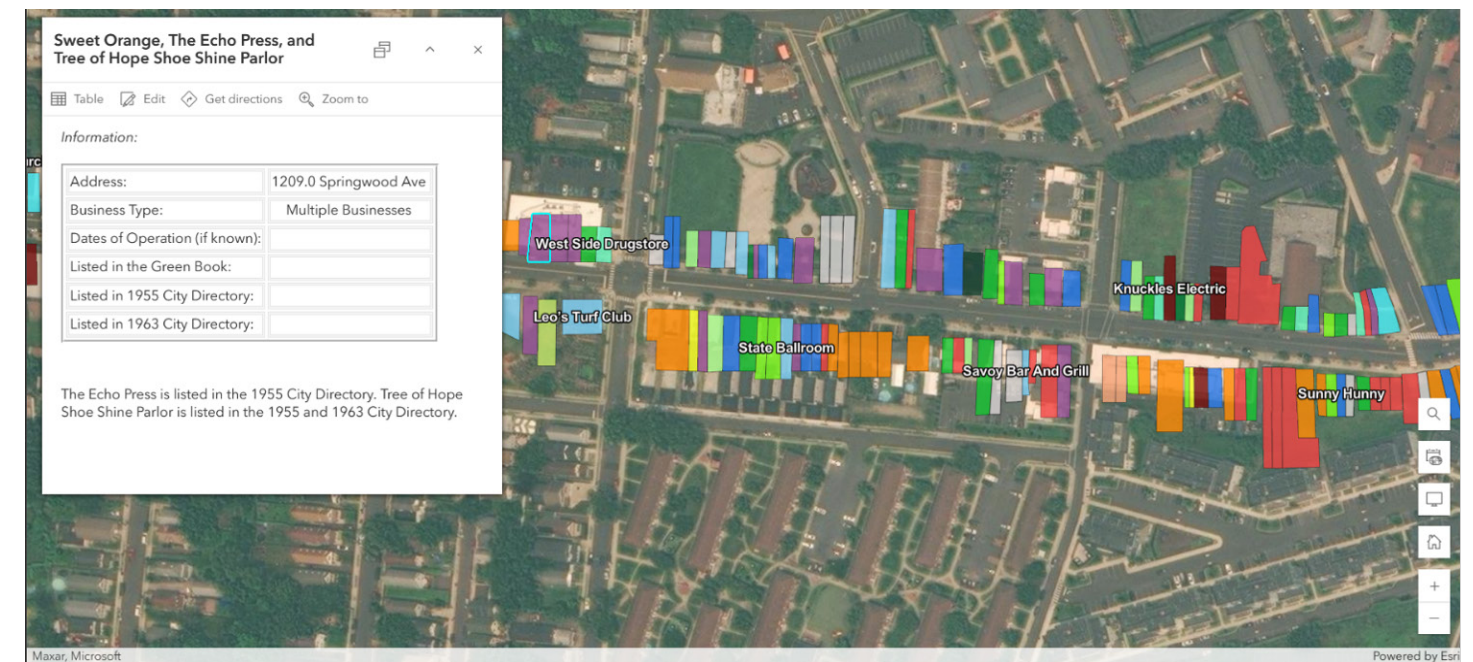 Sweet Orange, The Echo Press, and
Tree of Hope Shoe Shine Parlor
Table Edit Get directions Zoom to
Information:
Address: 1209.0 Springwood Ave
Business Type: Multiple Businesses
Dates of Operation (if known):
Listed in the Green Book:
Listed in 1955 City Directory:
Listed in 1963 City Directory:
The Echo Press is listed in the 1955 City Directory. Tree of Hope
Shoe Shine Parlor is listed in the 1955 and 1963 City Directory.
West Side Drugstore
Knuckles Electric
Leo's Turf Club
State Ballroom
Savoy Bar And Grill
Sunny Hunny
Maxar, Microsoft
Powered by Esri